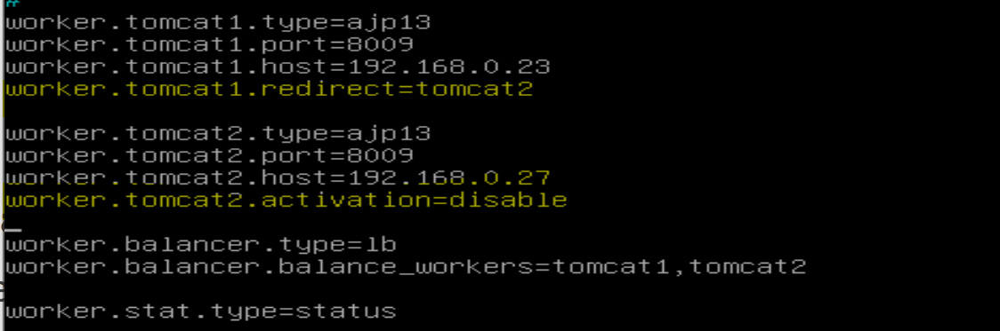 #
worker.tomcat1.type=ajp13
worker.tomcat1.port=8009
worker.tomcat1.host=192.168.0.23
worker.tomcat1.redirect=tomcat2
worker.tomcat2.type=ajp13
worker.tomcat2.port=8009
worker.tomcat2.host=192.168.0.27
worker.tomcat2.activation=disable
worker.balancer.type=lb
worker.balancer.balance_workers=tomcat1,tomcat2
worker.stat.type=status